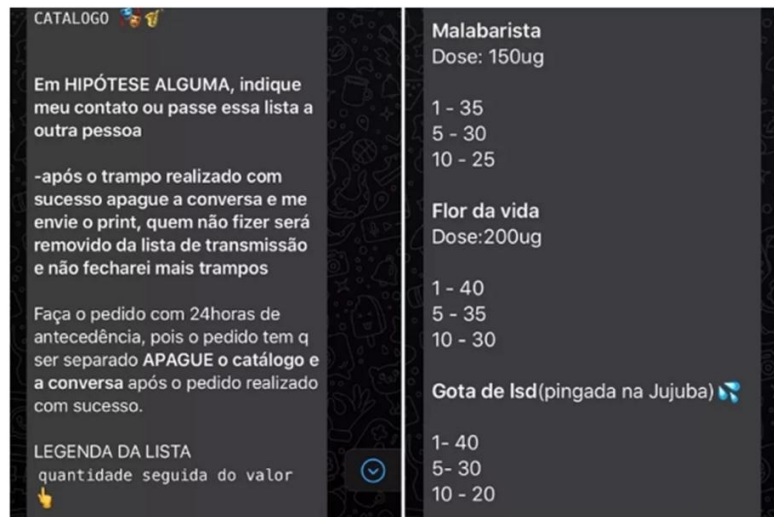 CATALOGO 🎭🎷
Em HIPÓTESE ALGUMA, indique
meu contato ou passe essa lista a
outra pessoa
-após o trampo realizado com
sucesso apague a conversa e me
envie o print, quem não fizer será
removido da lista de transmissão
e não fecharei mais trampos
Faça o pedido com 24horas de
antecedência, pois o pedido tem q
ser separado APAGUE o catálogo e
a conversa após o pedido realizado
com sucesso.
LEGENDA DA LISTA
quantidade seguida do valor
👆
Malabarista
Dose: 150ug
1 - 35
5 - 30
10 - 25
Flor da vida
Dose:200ug
1 - 40
5 - 35
10 - 30
Gota de lsd(pingada na Jujuba)💦
1- 40
5- 30
10 - 20